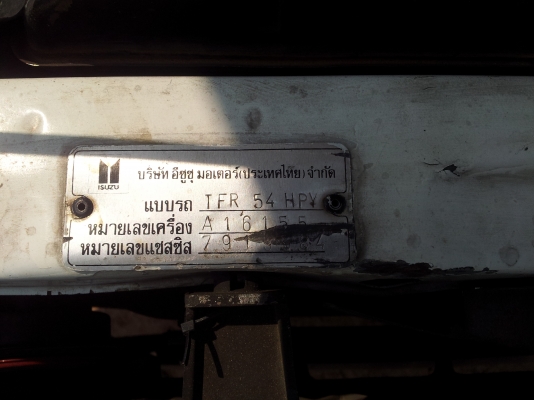 ISUZU
บริษัท อีซูซุ มอเตอร์(ประเทศไทย) จำกัด
แบบรถ TFR 54 HPY
หมายเลขเครื่อง A16155
หมายเลขแชสซิส 791